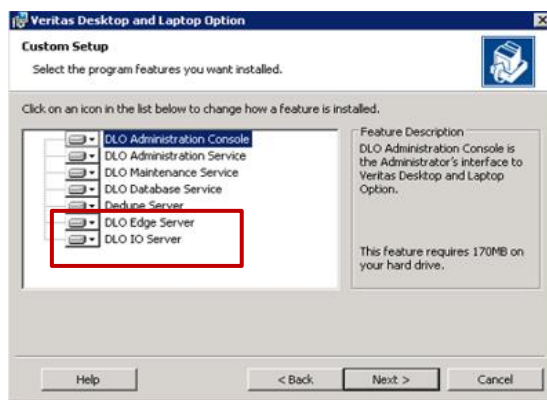 Veritas Desktop and Laptop Option
Custom Setup
Select the program features you want installed.
Click on an icon in the list below to change how a feature is installed.
DLO Administration Console
DLO Administration Service
DLO Maintenance Service
DLO Database Service
Dedupe Server
DLO Edge Server
DLO IO Server
Feature Description
DLO Administration Console is
the Administrator's interface to
Veritas Desktop and Laptop
Option.
This feature requires 170MB on
your hard drive.
Help
< Back
Next >
Cancel